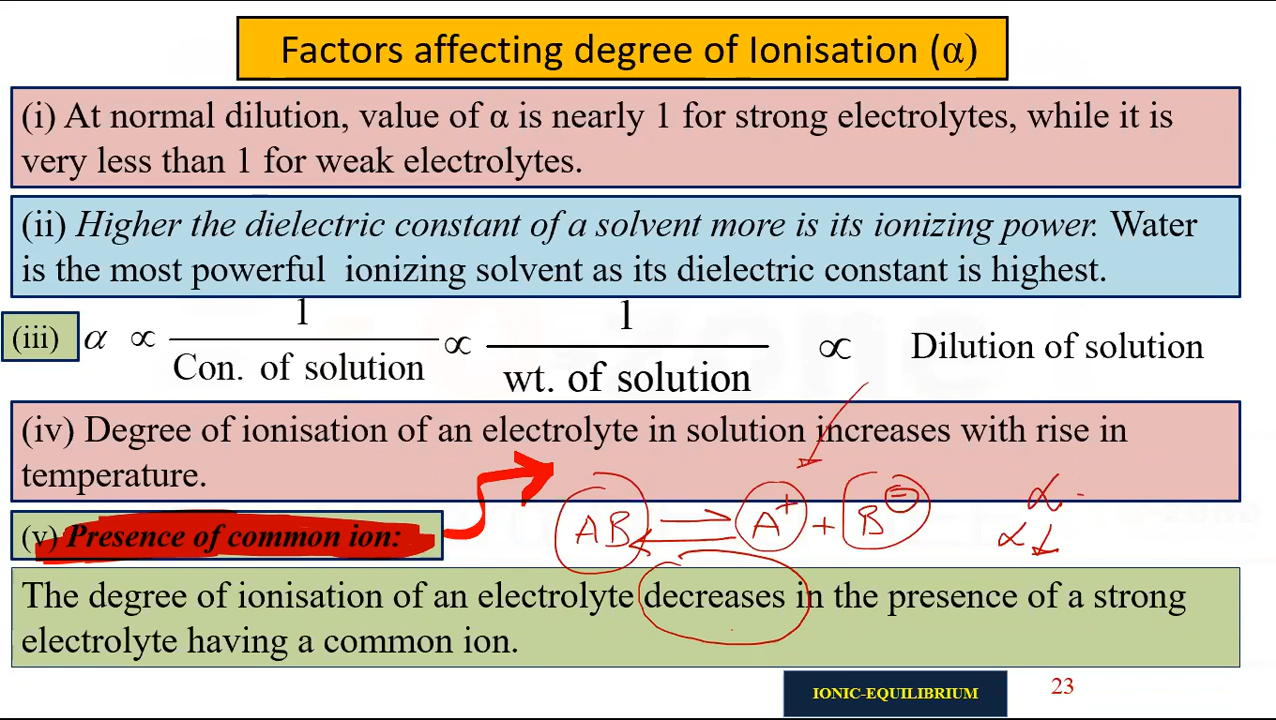 Factors affecting degree of Ionisation (α)
(i) At normal dilution, value of α is nearly 1 for strong electrolytes, while it is
very less than 1 for weak electrolytes.
(ii) Higher the dielectric constant of a solvent more is its ionizing power. Water
is the most powerful ionizing solvent as its dielectric constant is highest.
(iii) α ∝ 1/Con. of solution ∝ 1/wt. of solution ∝ Dilution of solution
(iv) Degree of ionisation of an electrolyte in solution increases with rise in
temperature.
AB ⇌ A⁺ + B⊖
α
α↓
(v) Presence of common ion:
The degree of ionisation of an electrolyte decreases in the presence of a strong
electrolyte having a common ion.
IONIC-EQUILIBRIUM
23